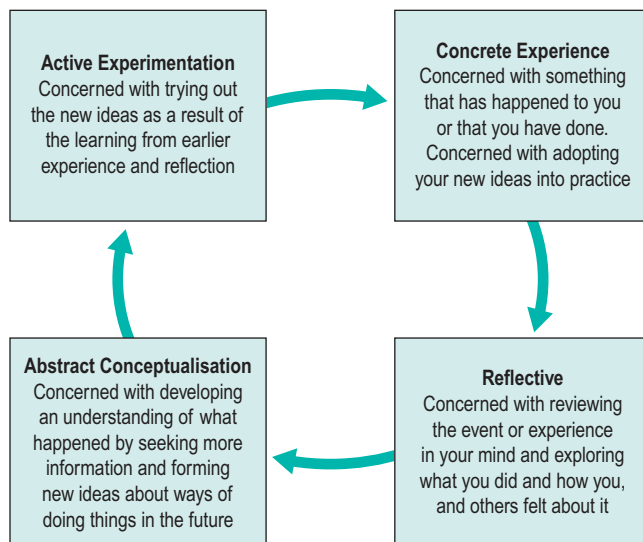 Active Experimentation
Concerned with trying out
the new ideas as a result of
the learning from earlier
experience and reflection
Concrete Experience
Concerned with something
that has happened to you
or that you have done.
Concerned with adopting
your new ideas into practice
Abstract Conceptualisation
Concerned with developing
an understanding of what
happened by seeking more
information and forming
new ideas about ways of
doing things in the future
Reflective
Concerned with reviewing
the event or experience
in your mind and exploring
what you did and how you,
and others felt about it